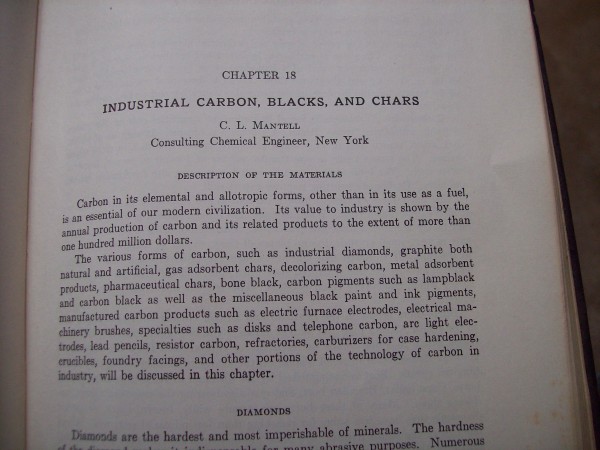 CHAPTER 18
INDUSTRIAL CARBON, BLACKS, AND CHARS
C. L. MANTELL
Consulting Chemical Engineer, New York
DESCRIPTION OF THE MATERIALS
Carbon in its elemental and allotropic forms, other than in its use as a fuel,
is an essential of our modern civilization. Its value to industry is shown by the
annual production of carbon and its related products to the extent of more than
one hundred million dollars.
The various forms of carbon, such as industrial diamonds, graphite both
natural and artificial, gas adsorbent chars, decolorizing carbon, metal adsorbent
products, pharmaceutical chars, bone black, carbon pigments such as lampblack
and carbon black as well as the miscellaneous black paint and ink pigments,
manufactured carbon products such as electric furnace electrodes, electrical ma-
chinery brushes, specialties such as disks and telephone carbon, arc light elec-
trodes, lead pencils, resistor carbon, refractories, carburizers for case hardening,
crucibles, foundry facings, and other portions of the technology of carbon in
industry, will be discussed in this chapter.
DIAMONDS
Diamonds are the hardest and most imperishable of minerals. The hardness
for many abrasive purposes. Numerous